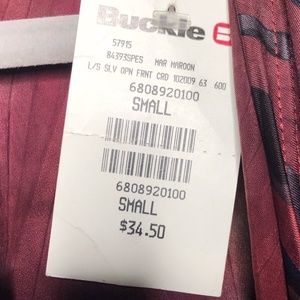 Buckle B
57915
84393SPES MAR MAROON
L/S SLV OPN FRNT CRD 102009 63 600
6808920100
SMALL
6808920100
SMALL
$34.50